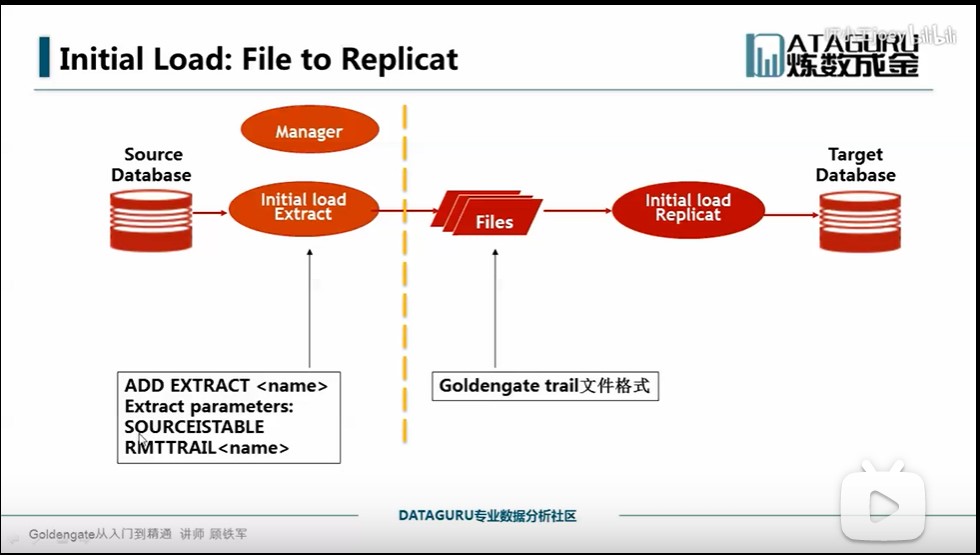 Initial Load: File to Replicat
ATAGURU
炼数成金
Manager
Source
Database
Initial load
Extract
Files
Initial load
Replicat
Target
Database
ADD EXTRACT <name>
Extract parameters:
SOURCEISTABLE
RMTTRAIL<name>
Goldengate trail文件格式
DATAGURU专业数据分析社区
Goldengate从入门到精通 讲师 顾铁军